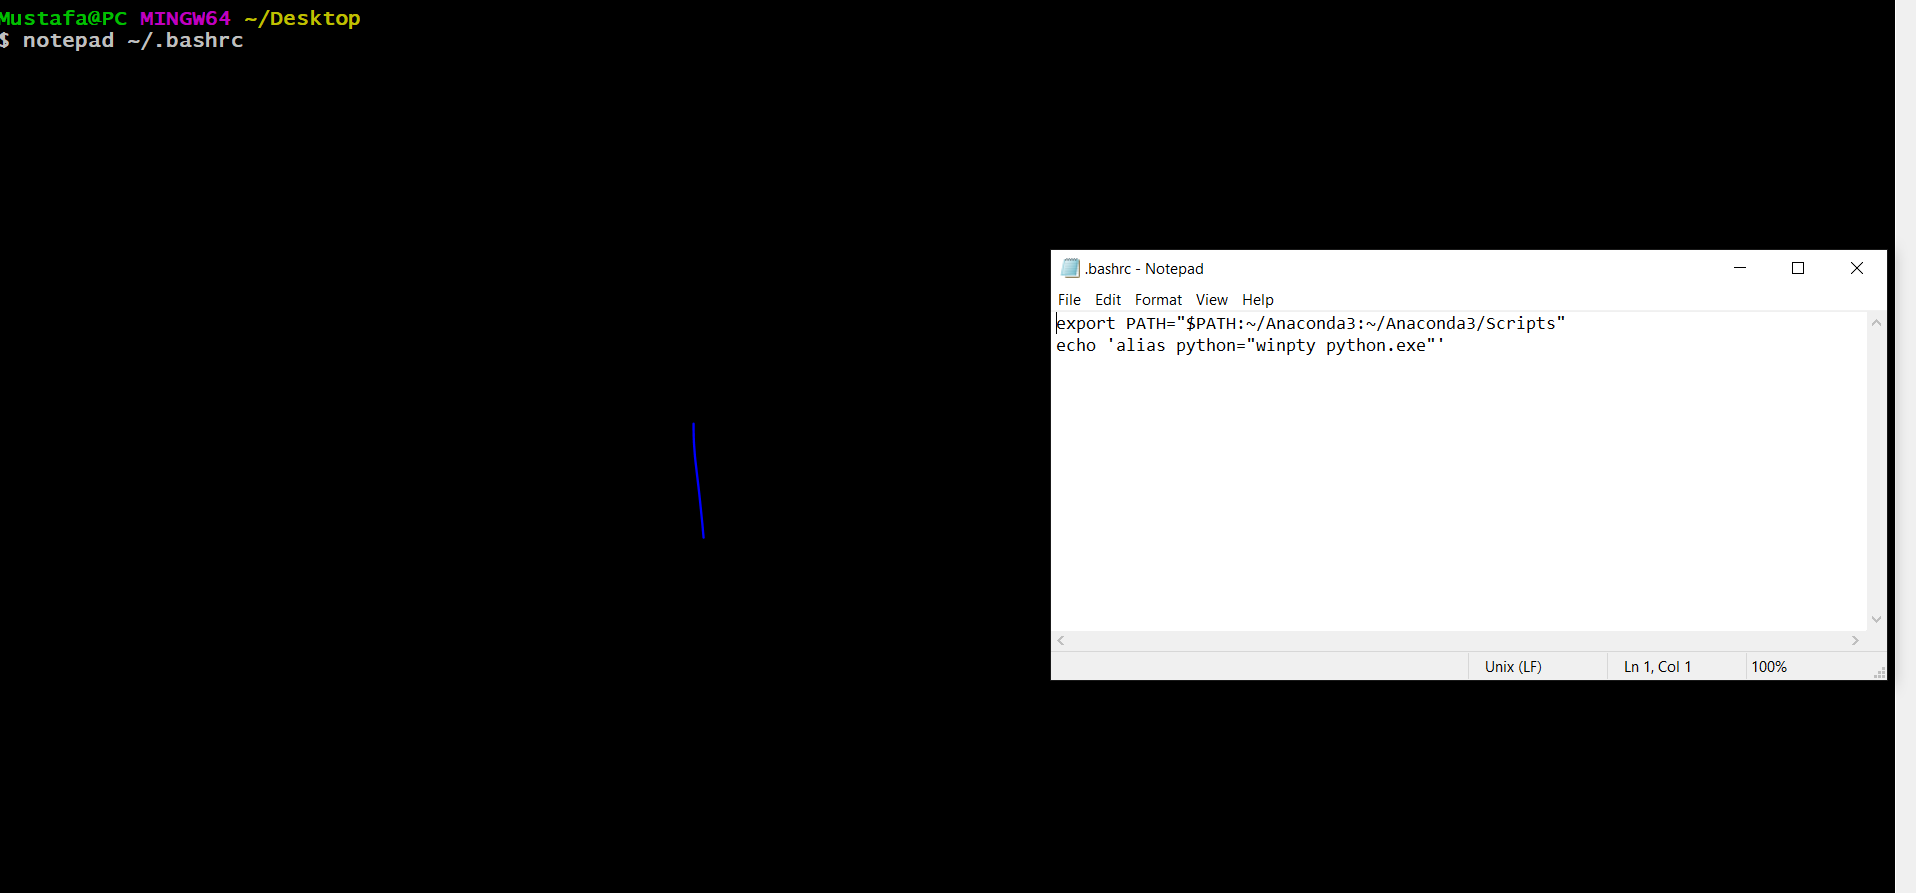 Mustafa@PC MINGW64 ~/Desktop
$ notepad ~/.bashrc
.bashrc - Notepad
File Edit Format View Help
export PATH="$PATH:~/Anaconda3:~/Anaconda3/Scripts"
echo 'alias python="winpty python.exe"'
Unix (LF) Ln 1, Col 1 100%